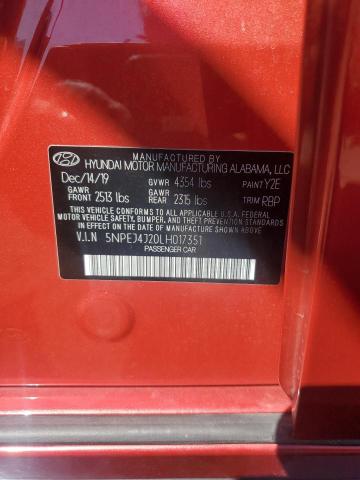 MANUFACTURED BY
HYUNDAI MOTOR MANUFACTURING ALABAMA, LLC
Dec/14/19 GVWR 4354 lbs PAINT Y2E
GAWR FRONT 2513 lbs GAWR REAR 2315 lbs TRIM RBP
THIS VEHICLE CONFORMS TO ALL APPLICABLE U.S.A. FEDERAL
MOTOR VEHICLE SAFETY, BUMPER, AND THEFT PREVENTION STANDARDS
IN EFFECT ON THE DATE OF MANUFACTURE SHOWN ABOVE.
V.I.N 5NPEJ4J20LH017351
PASSENGER CAR